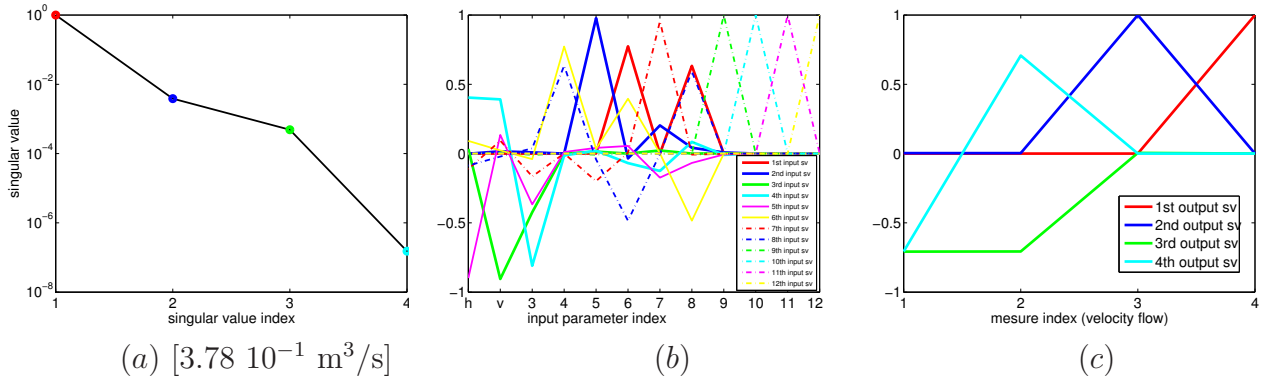 10^0
10^−2
10^−4
10^−6
10^−8
singular value
1
2
3
4
singular value index
(a) [3.78 10^−1 m^3/s]
1
0.5
0
−0.5
−1
h
v
3
4
5
6
7
8
9
10
11
12
input parameter index
1st input sv
2nd input sv
3rd input sv
4th input sv
5th input sv
6th input sv
7th input sv
8th input sv
9th input sv
10th input sv
11th input sv
12th input sv
(b)
1
0.5
0
−0.5
−1
1
2
3
4
mesure index (velocity flow)
1st output sv
2nd output sv
3rd output sv
4th output sv
(c)